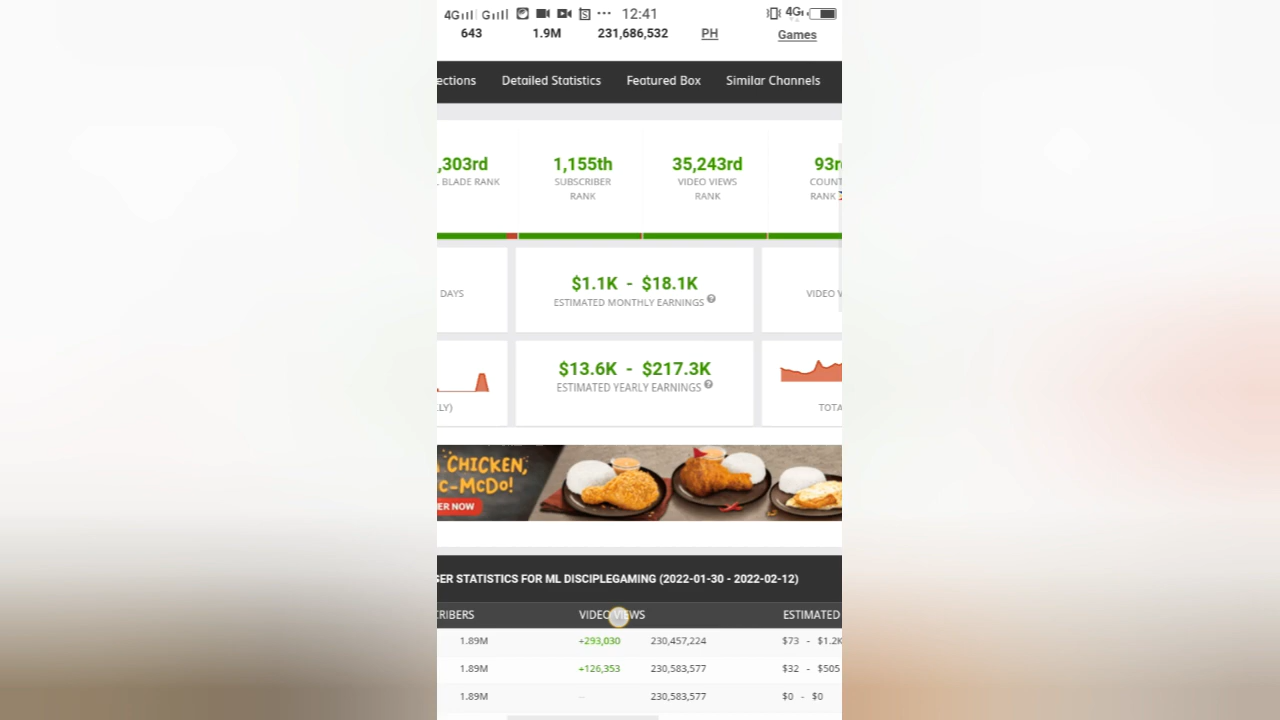 4G G ... 12:41 4G
643 1.9M 231,686,532 PH Games
ections Detailed Statistics Featured Box Similar Channels
,303rd 1,155th 35,243rd 93r
. BLADE RANK SUBSCRIBER VIDEO VIEWS COUNT
RANK RANK RANK
$1.1K - $18.1K
DAYS ESTIMATED MONTHLY EARNINGS VIDEO V
$13.6K - $217.3K
ESTIMATED YEARLY EARNINGS
LY) TOTA
CHICKEN,
C-McDo!
ER NOW
GER STATISTICS FOR ML DISCIPLEGAMING (2022-01-30 - 2022-02-12)
CRIBERS VIDEO VIEWS ESTIMATED
1.89M +293,030 230,457,224 $73 - $1.2K
1.89M +126,353 230,583,577 $32 - $505
1.89M -- 230,583,577 $0 - $0